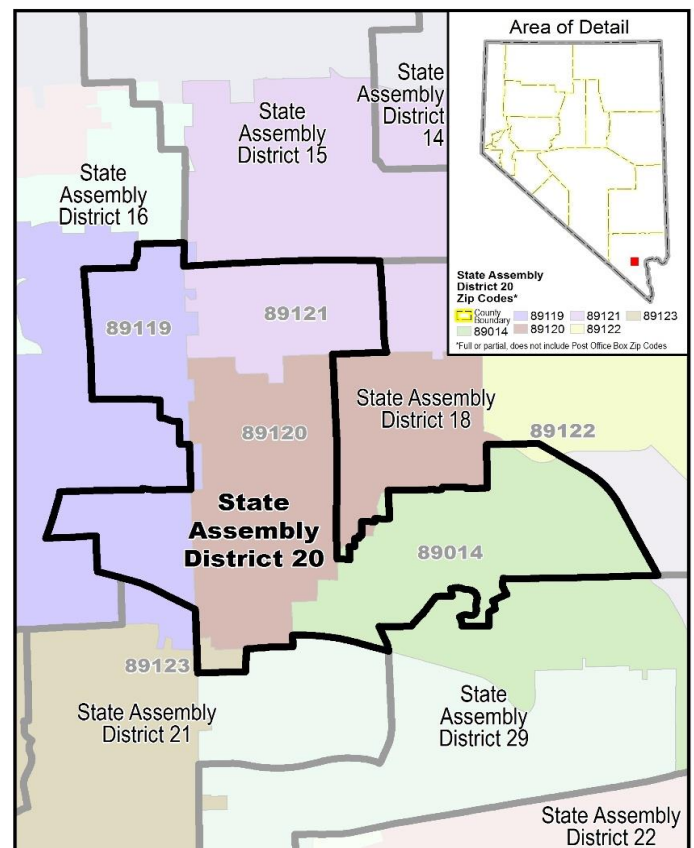 Area of Detail
State Assembly
District 20
Zip Codes*
County
Boundary
89014
89119
89120
89121
89122
89123
*Full or partial, does not include Post Office Box Zip Codes
State
Assembly
District
14
State
Assembly
District 15
State
Assembly
District 16
89119
89121
State Assembly
District 18
89120
89122
State
Assembly
District 20
89014
89123
State Assembly
District 21
State
Assembly
District 29
State Assembly
District 22